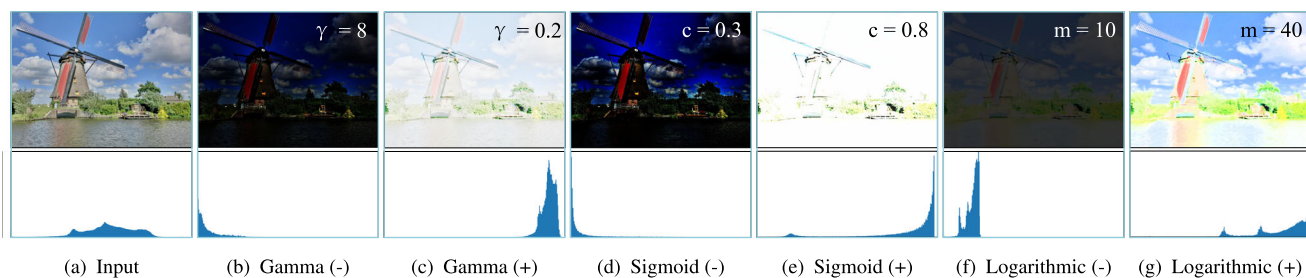 γ = 8
γ = 0.2
c = 0.3
c = 0.8
m = 10
m = 40
(a) Input
(b) Gamma (-)
(c) Gamma (+)
(d) Sigmoid (-)
(e) Sigmoid (+)
(f) Logarithmic (-)
(g) Logarithmic (+)